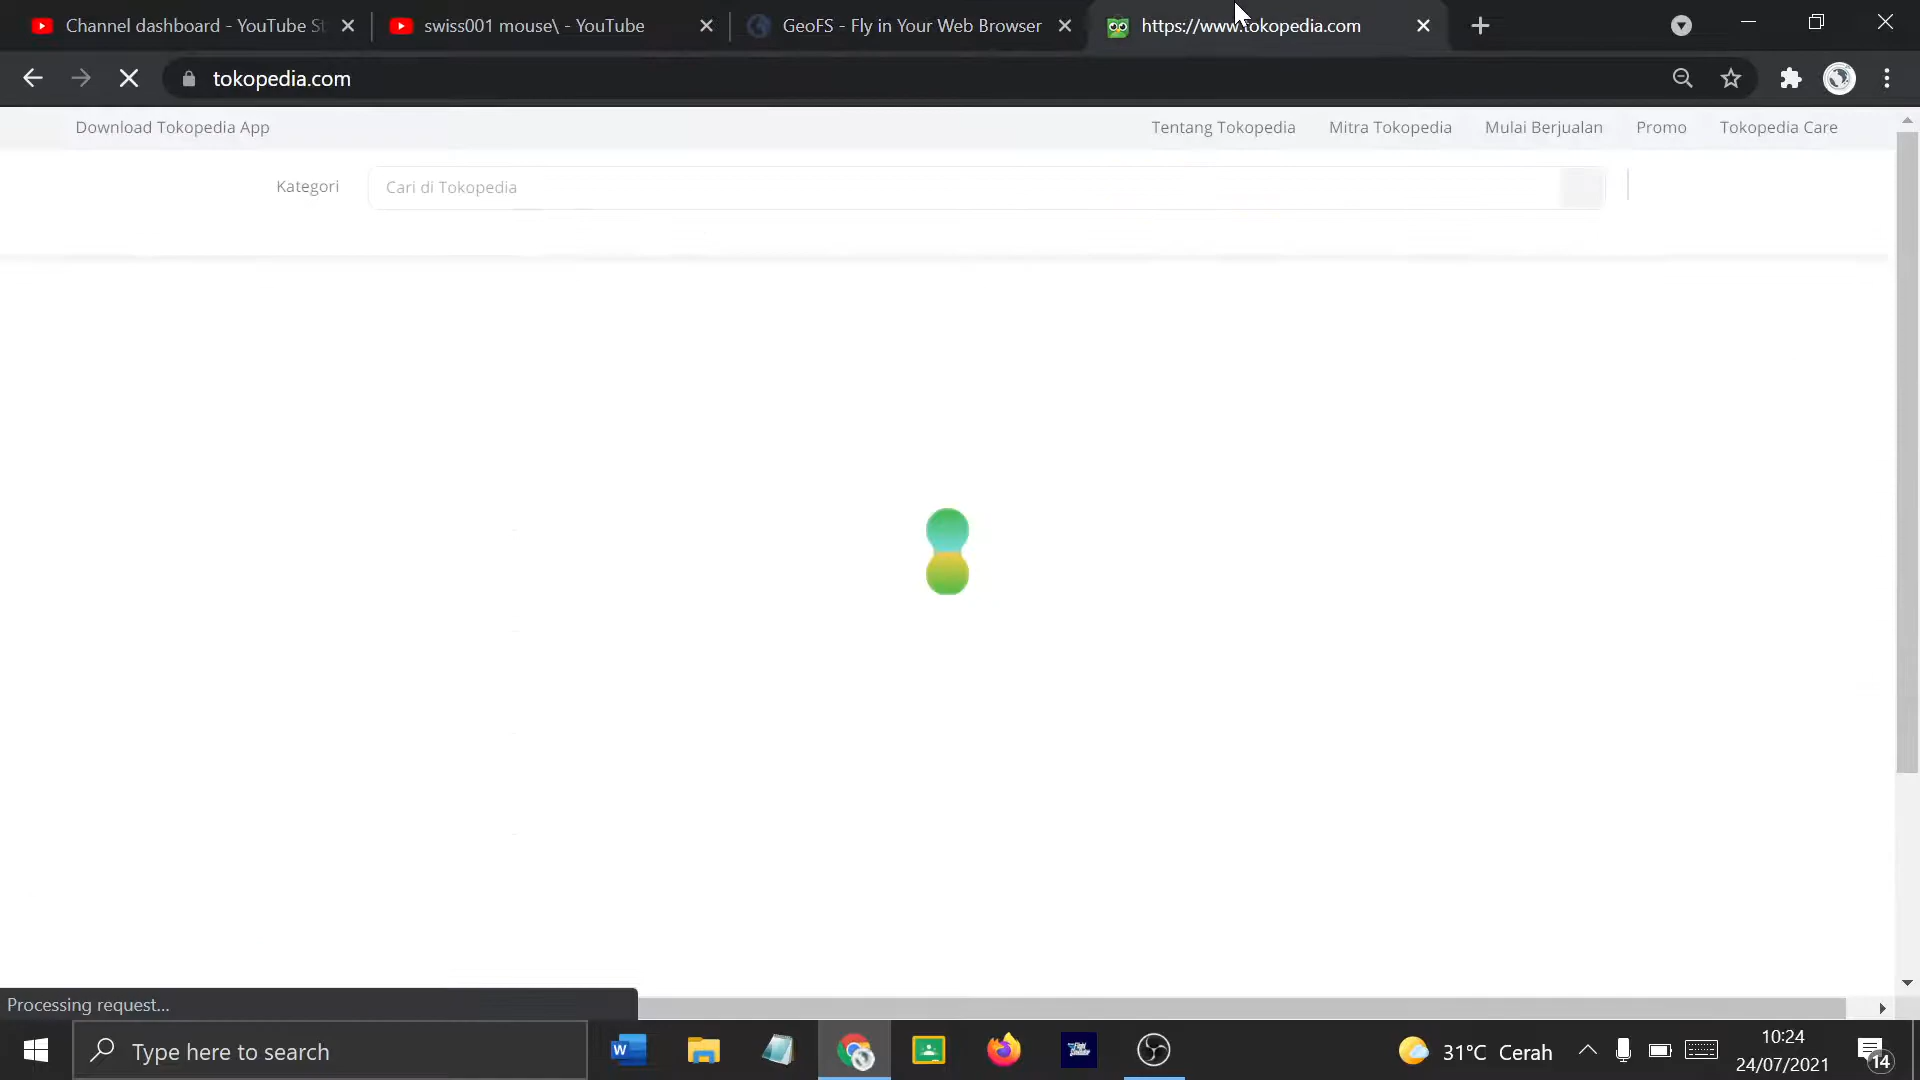 Channel dashboard - YouTube St
swiss001 mouse\ - YouTube
GeoFS - Fly in Your Web Browser
https://www.tokopedia.com
tokopedia.com
Download Tokopedia App
Tentang Tokopedia
Mitra Tokopedia
Mulai Berjualan
Promo
Tokopedia Care
Kategori
Cari di Tokopedia
Processing request...
Type here to search
31°C Cerah
10:24
24/07/2021
14